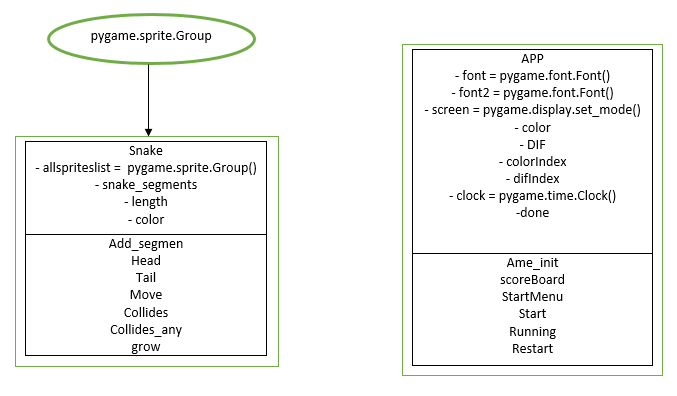 pygame.sprite.Group
Snake
- allspriteslist =  pygame.sprite.Group()
- snake_segments
- length
- color
Add_segmen
Head
Tail
Move
Collides
Collides_any
grow
APP
- font = pygame.font.Font()
- font2 = pygame.font.Font()
- screen = pygame.display.set_mode()
- color
- DIF
- colorIndex
- difIndex
- clock = pygame.time.Clock()
-done
Ame_init
scoreBoard
StartMenu
Start
Running
Restart